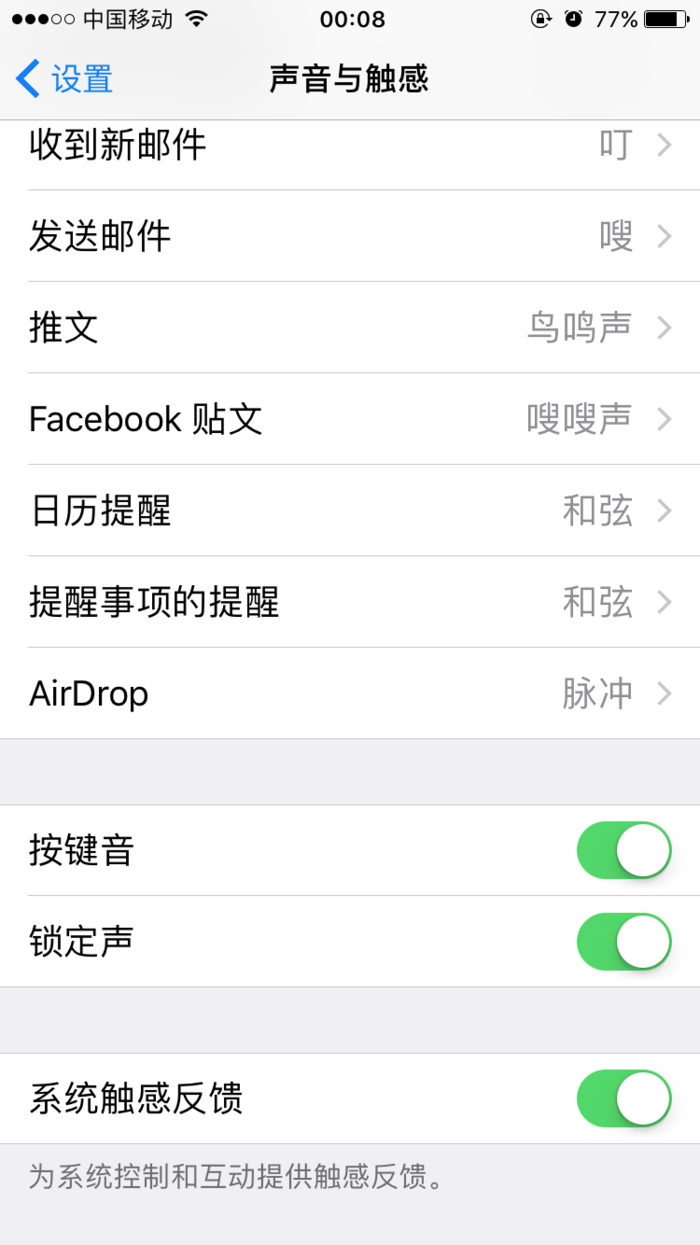 中国移动 00:08 77%
设置 声音与触感
收到新邮件 叮
发送邮件 嗖
推文 鸟鸣声
Facebook 贴文 嗖嗖声
日历提醒 和弦
提醒事项的提醒 和弦
AirDrop 脉冲
按键音
锁定声
系统触感反馈
为系统控制和互动提供触感反馈。